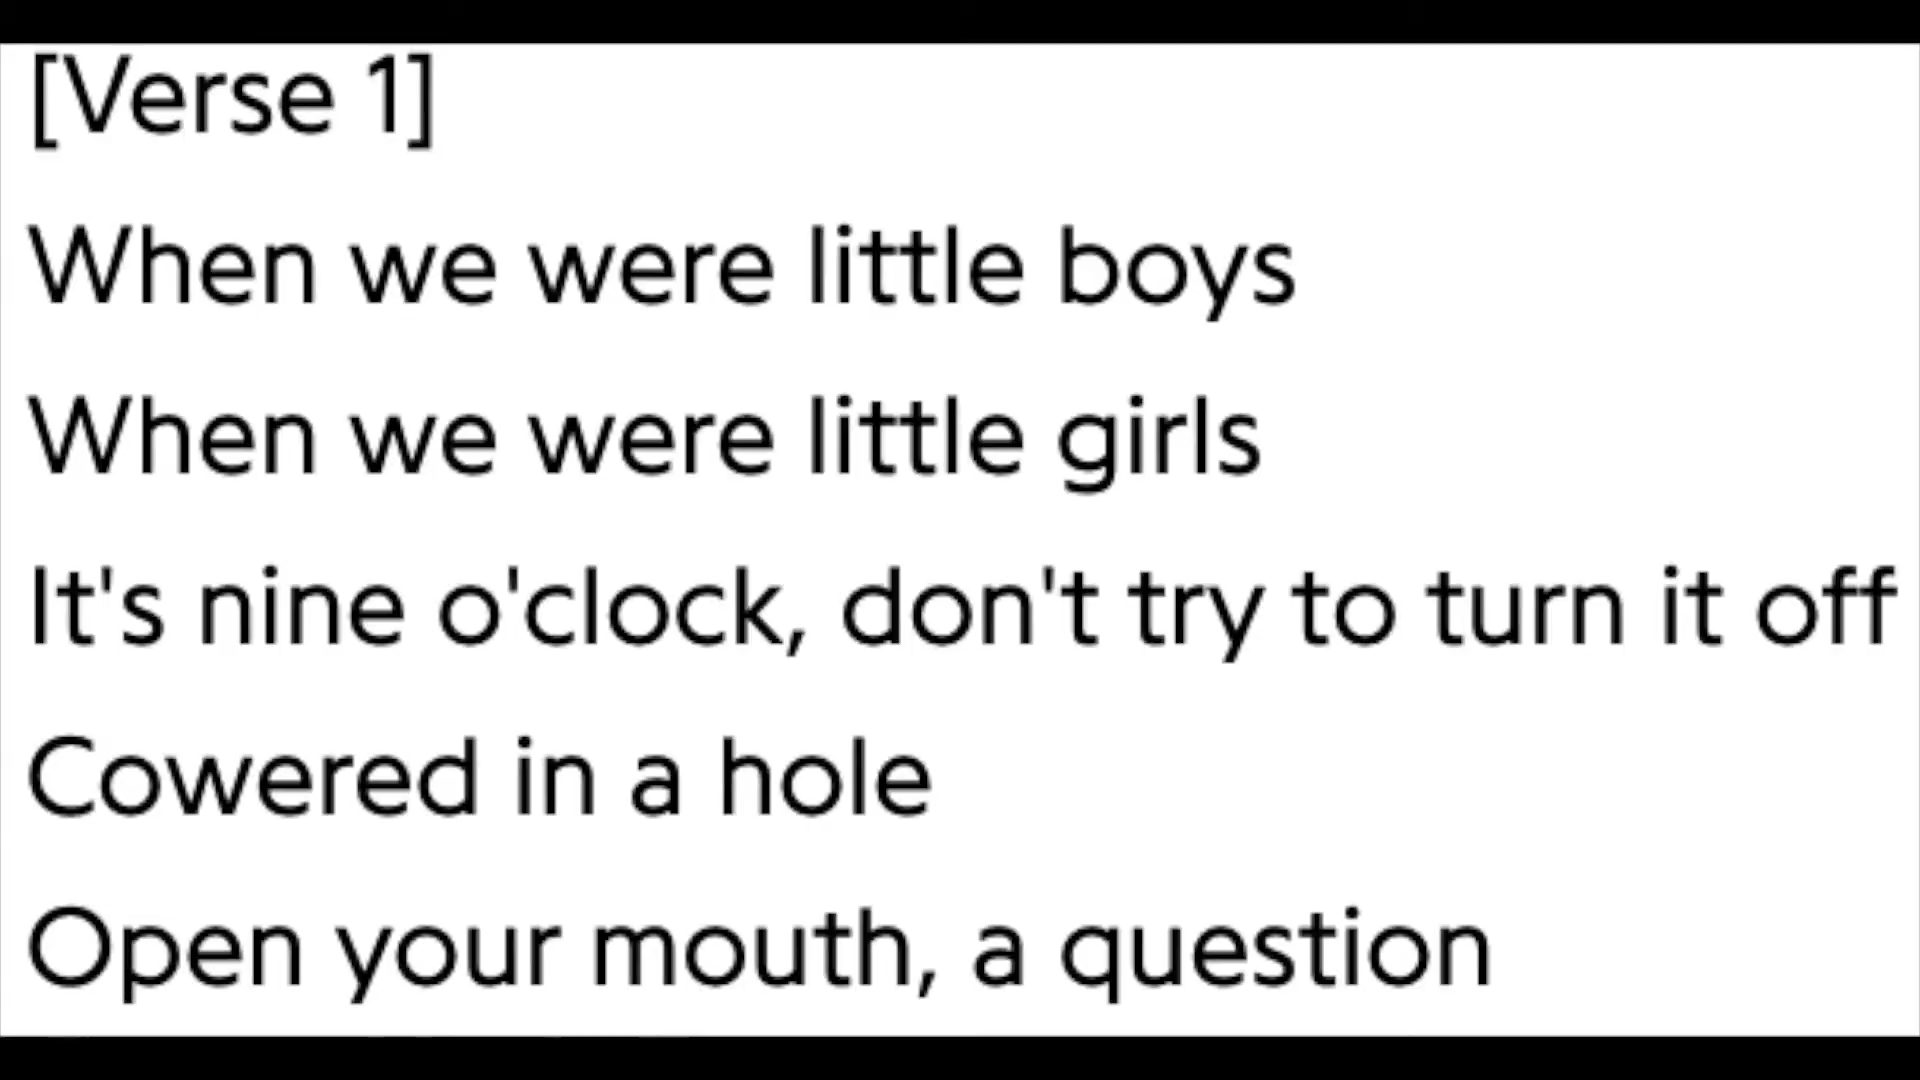 [Verse 1]
When we were little boys
When we were little girls
It's nine o'clock, don't try to turn it off
Cowered in a hole
Open your mouth, a question